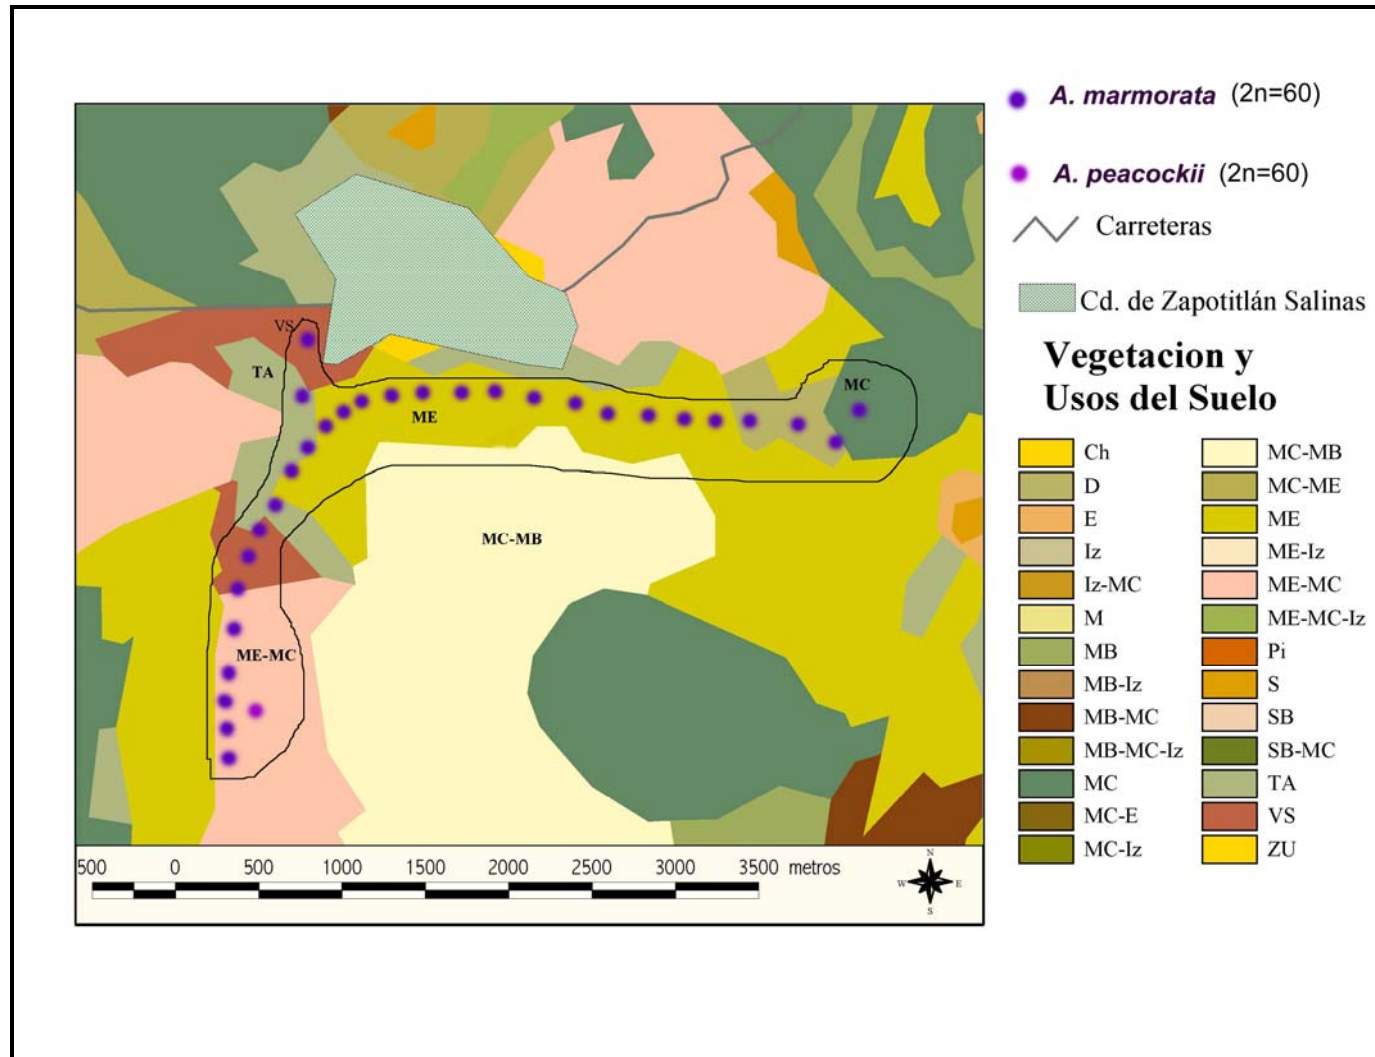 A. marmorata (2n=60)
A. peacockii (2n=60)
Carreteras
Cd. de Zapotitlán Salinas
Vegetacion y
Usos del Suelo
Ch
D
E
Iz
Iz-MC
M
MB
MB-Iz
MB-MC
MB-MC-Iz
MC
MC-E
MC-Iz
MC-MB
MC-ME
ME
ME-Iz
ME-MC
ME-MC-Iz
Pi
S
SB
SB-MC
TA
VS
ZU
VS
TA
MC
ME
MC-MB
ME-MC
500 0 500 1000 1500 2000 2500 3000 3500 metros
N
W E
S